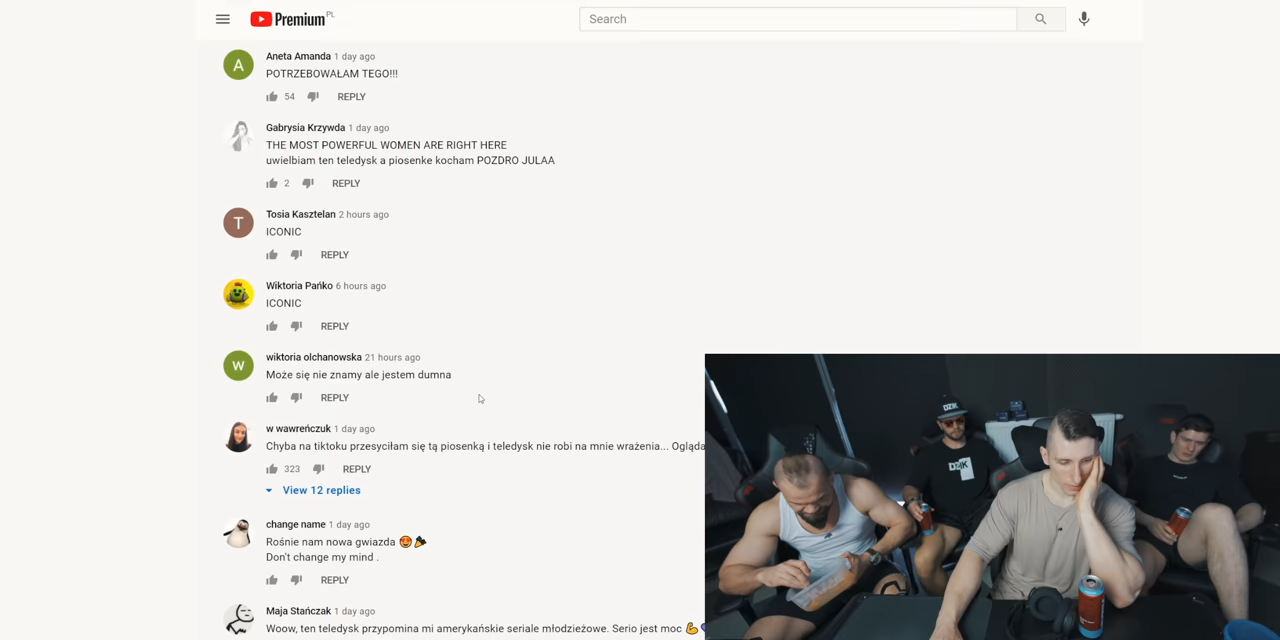 Premium PL
Search
Aneta Amanda 1 day ago
POTRZEBOWAŁAM TEGO!!!
54 REPLY
Gabrysia Krzywda 1 day ago
THE MOST POWERFUL WOMEN ARE RIGHT HERE
uwielbiam ten teledysk a piosenke kocham POZDRO JULAA
2 REPLY
T
Tosia Kasztelan 2 hours ago
ICONIC
REPLY
Wiktoria Pańko 6 hours ago
ICONIC
REPLY
W
wiktoria olchanowska 21 hours ago
Może się nie znamy ale jestem dumna
REPLY
w wawreńczuk 1 day ago
Chyba na tiktoku przesyciłam się tą piosenką i teledysk nie robi na mnie wrażenia... Ogląda
323 REPLY
View 12 replies
change name 1 day ago
Rośnie nam nowa gwiazda 😍🎉
Don't change my mind .
REPLY
Maja Stańczak 1 day ago
Woow, ten teledysk przypomina mi amerykańskie seriale młodzieżowe. Serio jest moc 💪
A
DZIK
DZIK